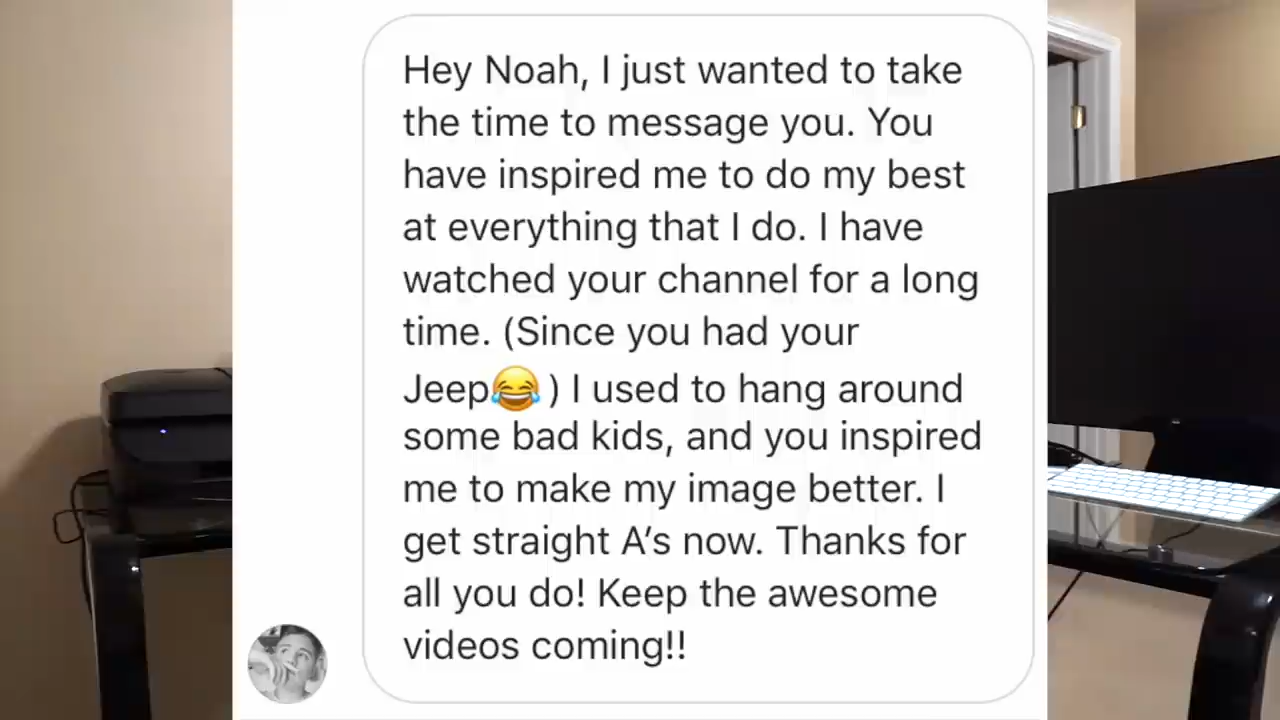 Hey Noah, I just wanted to take
the time to message you. You
have inspired me to do my best
at everything that I do. I have
watched your channel for a long
time. (Since you had your
Jeep😂 ) I used to hang around
some bad kids, and you inspired
me to make my image better. I
get straight A’s now. Thanks for
all you do! Keep the awesome
videos coming!!